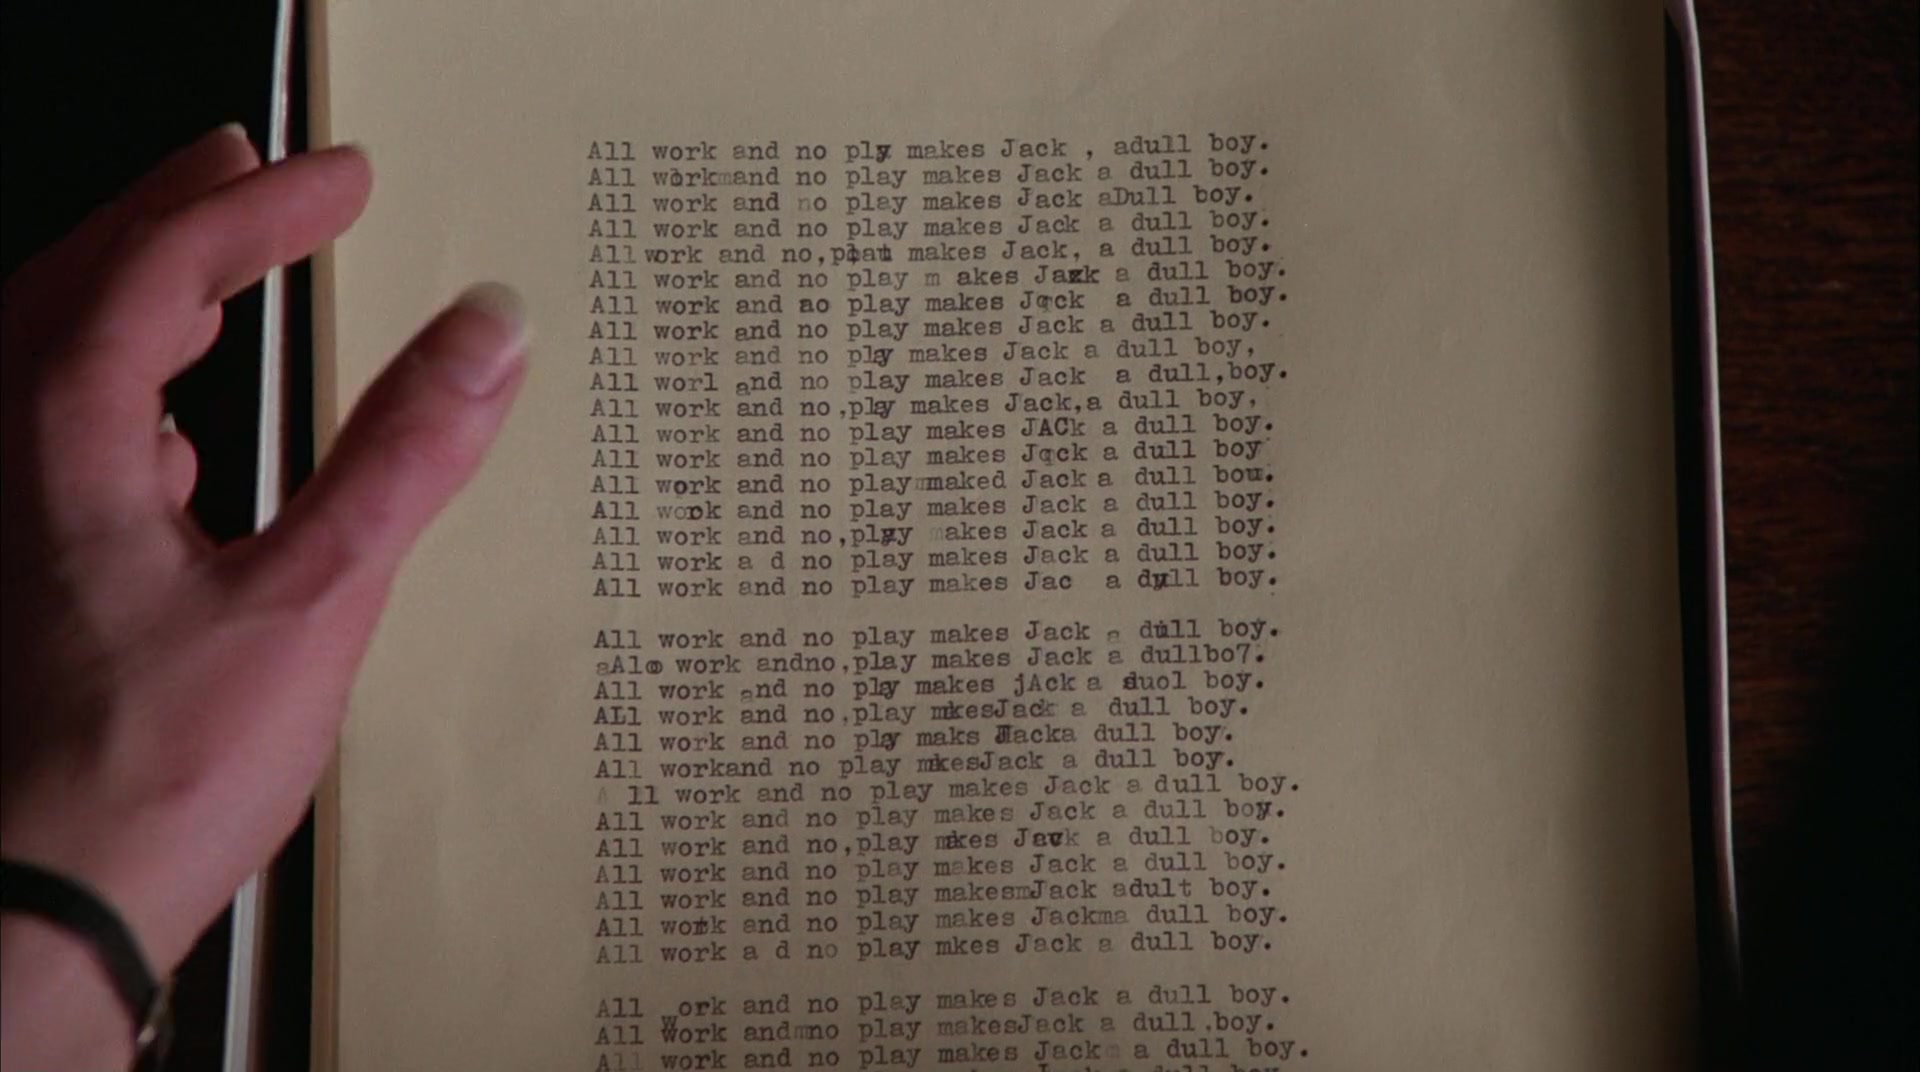 All work and no ply makes Jack , adull boy.
All workmand no play makes Jack a dull boy.
All work and no play makes Jack aDull boy.
All work and no play makes Jack a dull boy.
All work and no, makes Jack, a dull boy.
All work and no play m akes Jazk a dull boy.
All work and ao play makes Jack  a dull boy.
All work and no play makes Jack a dull boy.
All work and no play makes Jack a dull boy,
All worl and no play makes Jack  a dull,boy.
All work and no,play makes Jack,a dull boy,
All work and no play makes JACk a dull boy.
All work and no play makes Jack a dull boy
All work and no play maked Jack a dull bou.
All work and no play makes Jack a dull boy.
All work and no,play akes Jack a dull boy.
All work a d no play makes Jack a dull boy.
All work and no play makes Jac  a dyll boy.
All work and no play makes Jack a dull boy.
work andno,play makes Jack a dullbo7.
All work and no play makes jAck a duol boy.
ALl work and no,play mkesJack a dull boy.
All work and no play maks Jacka dull boy.
All workand no play mkesJack a dull boy.
A ll work and no play makes Jack a dull boy.
All work and no play makes Jack a dull boy.
All work and no,play mkes Javk a dull boy.
All work and no play makes Jack a dull boy.
All work and no play makesmJack adult boy.
All work and no play makes Jackma dull boy.
All work a d no play mkes Jack a dull boy.
All work and no play makes Jack a dull boy.
All work andmno play makesJack a dull .boy.
All work and no play makes Jack a dull boy.